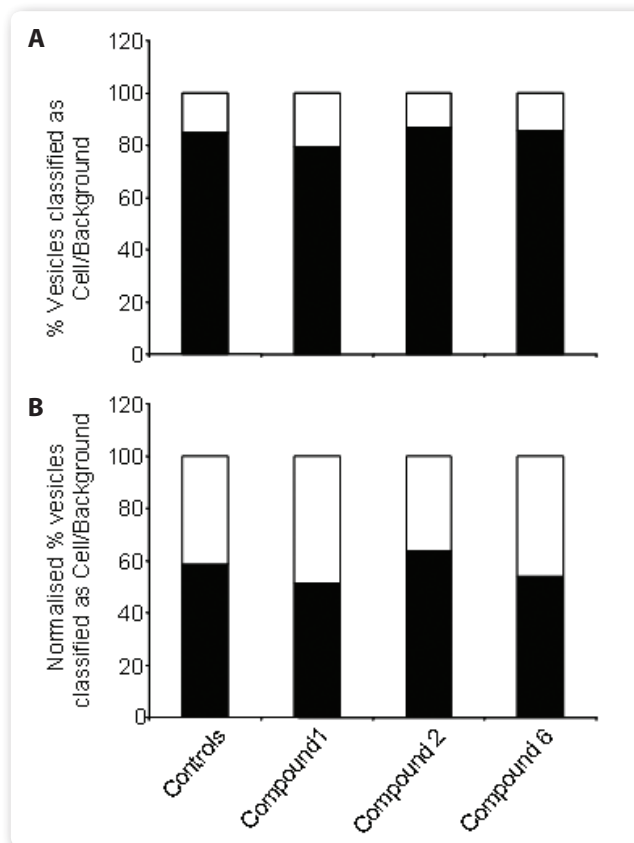 A
% Vesicles classified as
Cell/Background
120
100
80
60
40
20
0
B
Normalised % vesicles
classified as Cell/Background
120
100
80
60
40
20
0
Controls
Compound1
Compound 2
Compound 6